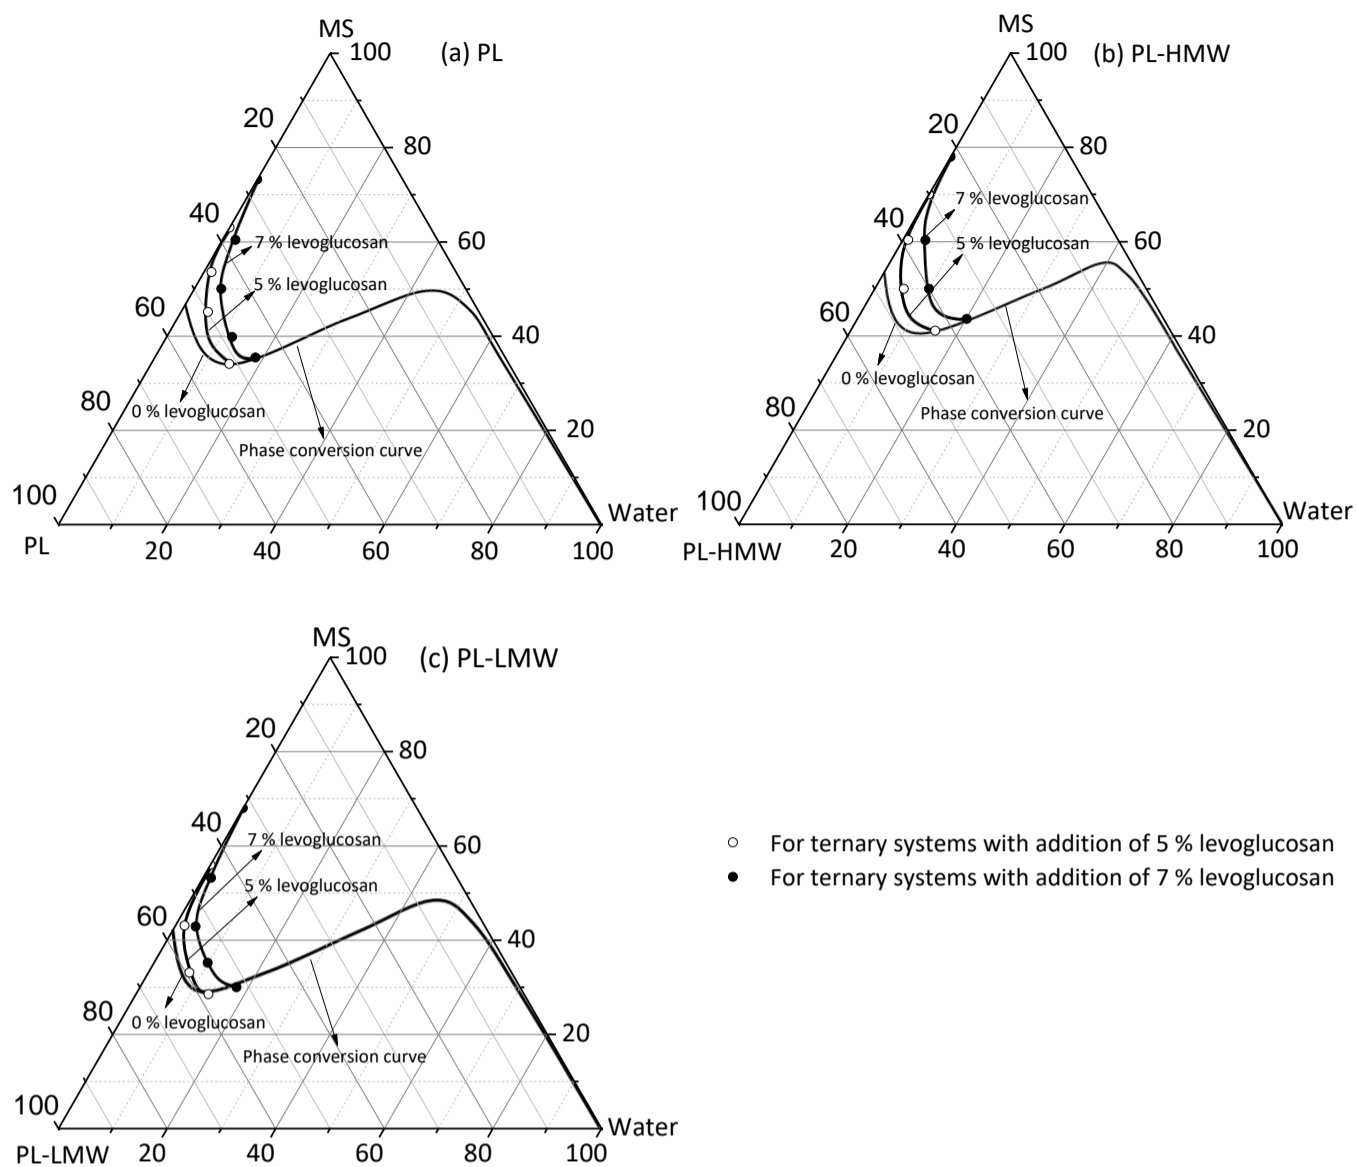 MS
100
(a) PL
20
80
40
7 % levoglucosan
60
5 % levoglucosan
60
40
80
0 % levoglucosan
20
Phase conversion curve
100
Water
PL
20
40
60
80
100
MS
100
(b) PL-HMW
20
80
7 % levoglucosan
40
5 % levoglucosan
60
60
40
0 % levoglucosan
80
Phase conversion curve
20
100
Water
PL-HMW
20
40
60
80
100
MS
100
(c) PL-LMW
20
80
40
7 % levoglucosan
60
5 % levoglucosan
60
40
80
0 % levoglucosan
20
Phase conversion curve
100
Water
PL-LMW
20
40
60
80
100
For ternary systems with addition of 5 % levoglucosan
For ternary systems with addition of 7 % levoglucosan